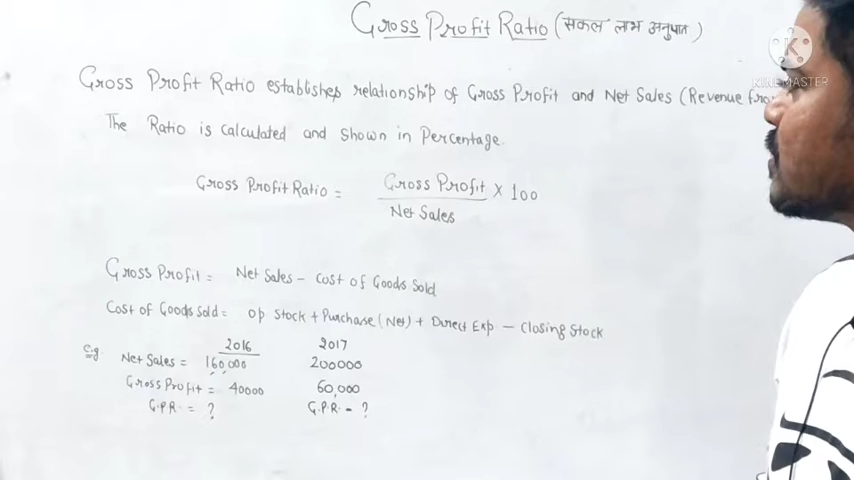 Gross Profit Ratio (सकल लाभ अनुपात)
KINEMASTER
Gross Profit Ratio establishes relationship of Gross Profit and Net Sales (Revenue
The Ratio is calculated and shown in Percentage.
Gross Profit Ratio = Gross Profit × 100
Net Sales
Gross Profit = Net Sales - Cost of Goods Sold
Cost of Goods Sold = Op Stock + Purchase (Net) + Direct Exp - Closing Stock
2016 2017
Eg Net Sales = 160,000 200000
Gross Profit = 40000 60,000
G.P.R. = ? G.P.R. = ?